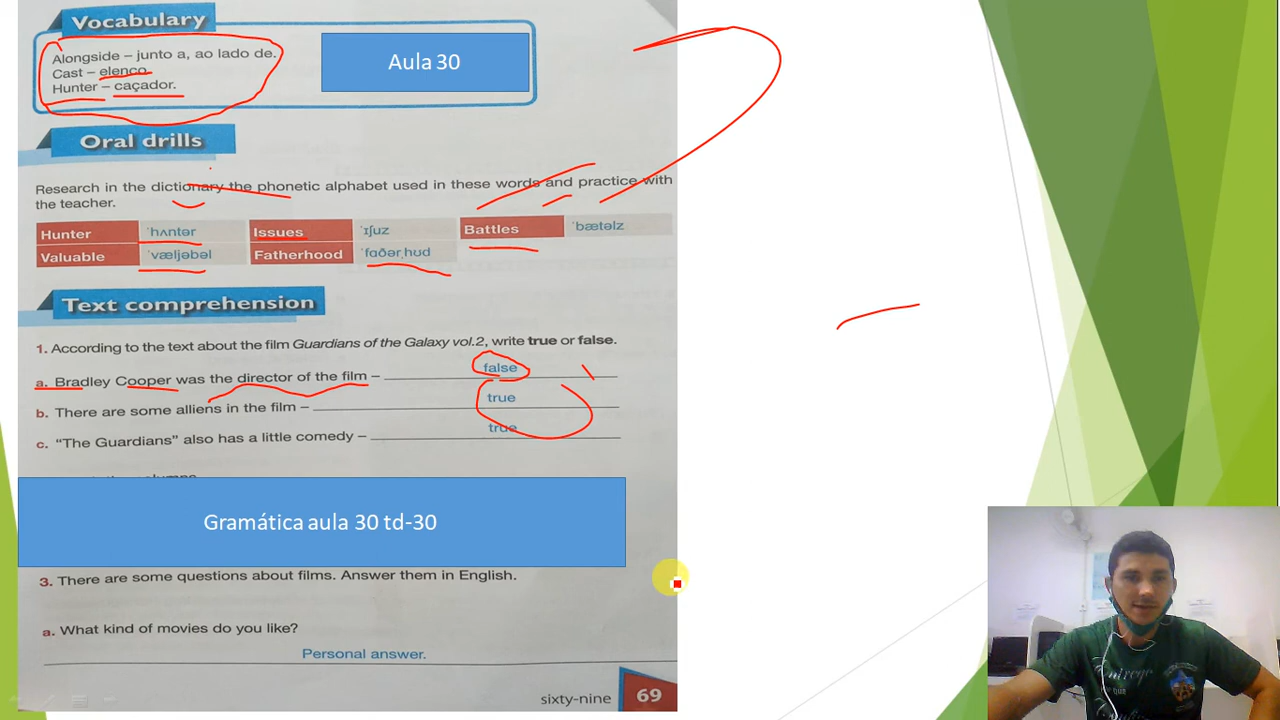 Vocabulary
Alongside – junto a, ao lado de.
Cast – elenco.
Hunter – caçador.
Aula 30
Oral drills
Research in the dictionary the phonetic alphabet used in these words and practice with
the teacher.
Hunter ˈhʌntər Issues ˈɪʃuz Battles ˈbætəlz
Valuable ˈvæljəbəl Fatherhood ˈfɑðərˌhʊd
Text comprehension
1. According to the text about the film Guardians of the Galaxy vol.2, write true or false.
a. Bradley Cooper was the director of the film – false
b. There are some alliens in the film – true
c. “The Guardians” also has a little comedy – true
Gramática aula 30 td-30
3. There are some questions about films. Answer them in English.
a. What kind of movies do you like?
Personal answer.
sixty-nine 69